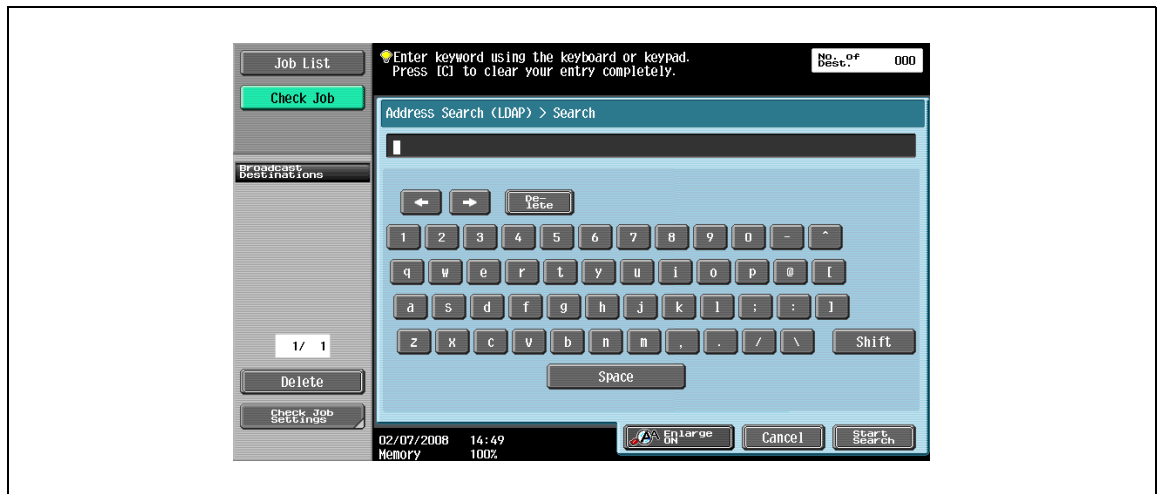 Job List
Check Job
Enter keyword using the keyboard or keypad.
Press [C] to clear your entry completely.
No. of
Dest.
000
Address Search (LDAP) > Search
Broadcast
Destinations
← → De-
lete
1 2 3 4 5 6 7 8 9 0 - ^
q w e r t y u i o p @ [
a s d f g h j k l ; : ]
z x c v b n m , . / \ Shift
Space
1/ 1
Delete
Check Job
Settings
02/07/2008 14:49
Memory 100%
AA Enlarge
ON
Cancel
Start
Search